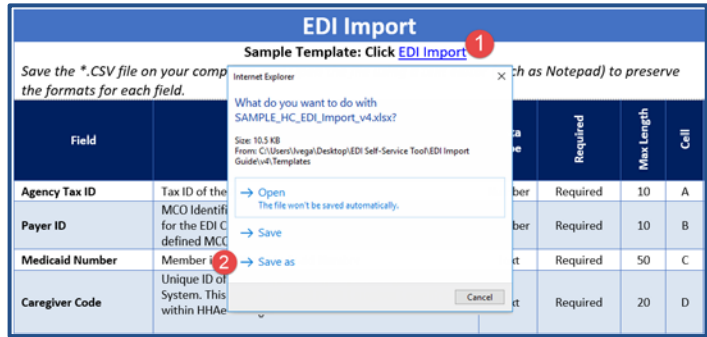 EDI Import
Sample Template: Click EDI Import 1
Save the *.CSV file on your comp ch as Notepad) to preserve
the formats for each field.
Internet Explorer
What do you want to do with
SAMPLE_HC_EDI_Import_v4.xlsx?
Size: 10.5 KB
From: C:\Users\lvega\Desktop\EDI Self-Service Tool\EDI Import
Guide\v4\Templates
→ Open
The file won't be saved automatically.
→ Save
2 → Save as
Cancel
Field Required Max Length Cell
Agency Tax ID Tax ID of the ber Required 10 A
MCO Identifi
Payer ID for the EDI C ber Required 10 B
defined MCO
Medicaid Number Member i xt Required 50 C
Unique ID of
Caregiver Code System. This xt Required 20 D
within HHAe